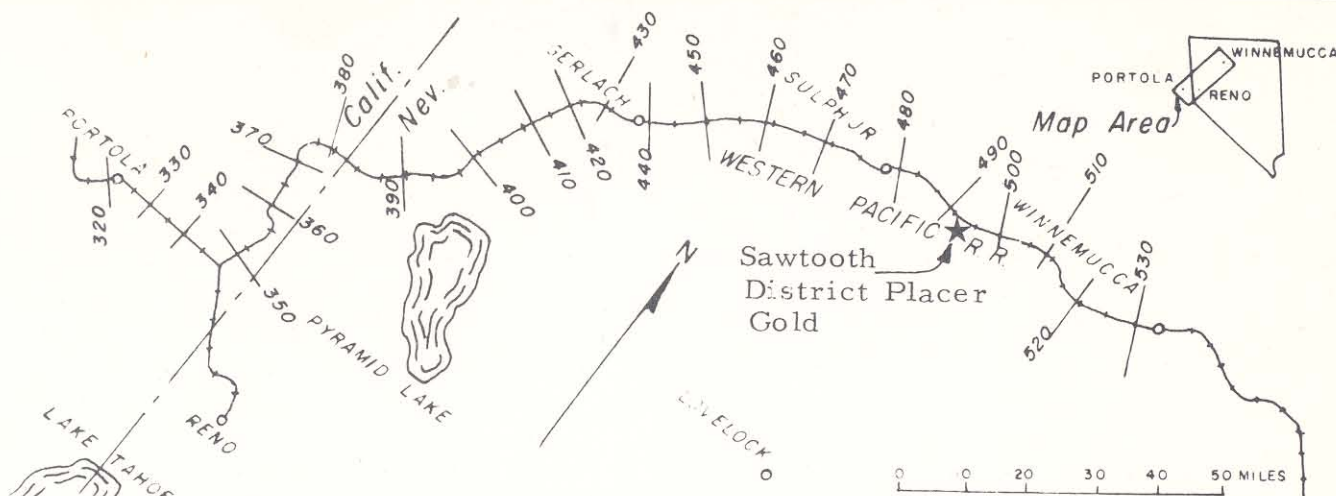 PORTOLA
320
330
340
350
360
370
380
Calif.
Nev.
390
400
410
420
GERLACH
430
440
450
460
SULPHUR
470
480
490
500
WINNEMUCCA
510
520
530
WESTERN PACIFIC R.R.
Sawtooth
District Placer
Gold
PYRAMID LAKE
LAKE TAHOE
RENO
LOVELOCK
N
WINNEMUCCA
PORTOLA
RENO
Map Area
0 0 20 30 40 50 MILES